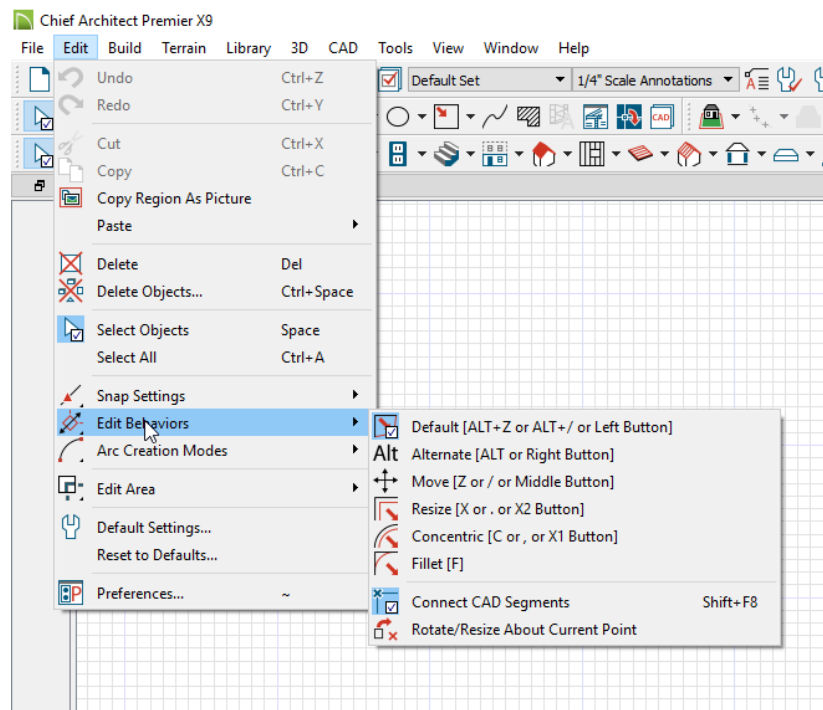 Chief Architect Premier X9
File Edit Build Terrain Library 3D CAD Tools View Window Help
Undo Ctrl+Z
Default Set 1/4" Scale Annotations
Redo Ctrl+Y
CAD
Cut Ctrl+X
Copy Ctrl+C
Copy Region As Picture
Paste
Delete Del
Delete Objects... Ctrl+Space
Select Objects Space
Select All Ctrl+A
Snap Settings
Edit Behaviors
Default [ALT+Z or ALT+/ or Left Button]
Arc Creation Modes
Alt Alternate [ALT or Right Button]
Move [Z or / or Middle Button]
Edit Area
Resize [X or . or X2 Button]
Default Settings...
Concentric [C or , or X1 Button]
Reset to Defaults...
Fillet [F]
Preferences... ~
Connect CAD Segments Shift+F8
Rotate/Resize About Current Point